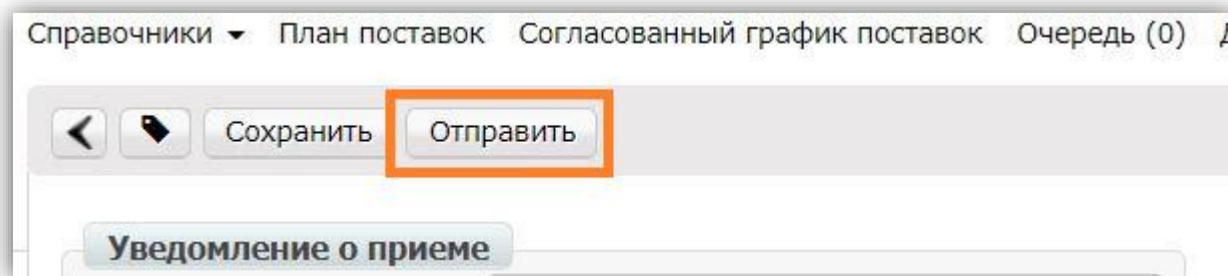 Справочники План поставок Согласованный график поставок Очередь (0)
Сохранить Отправить
Уведомление о приеме